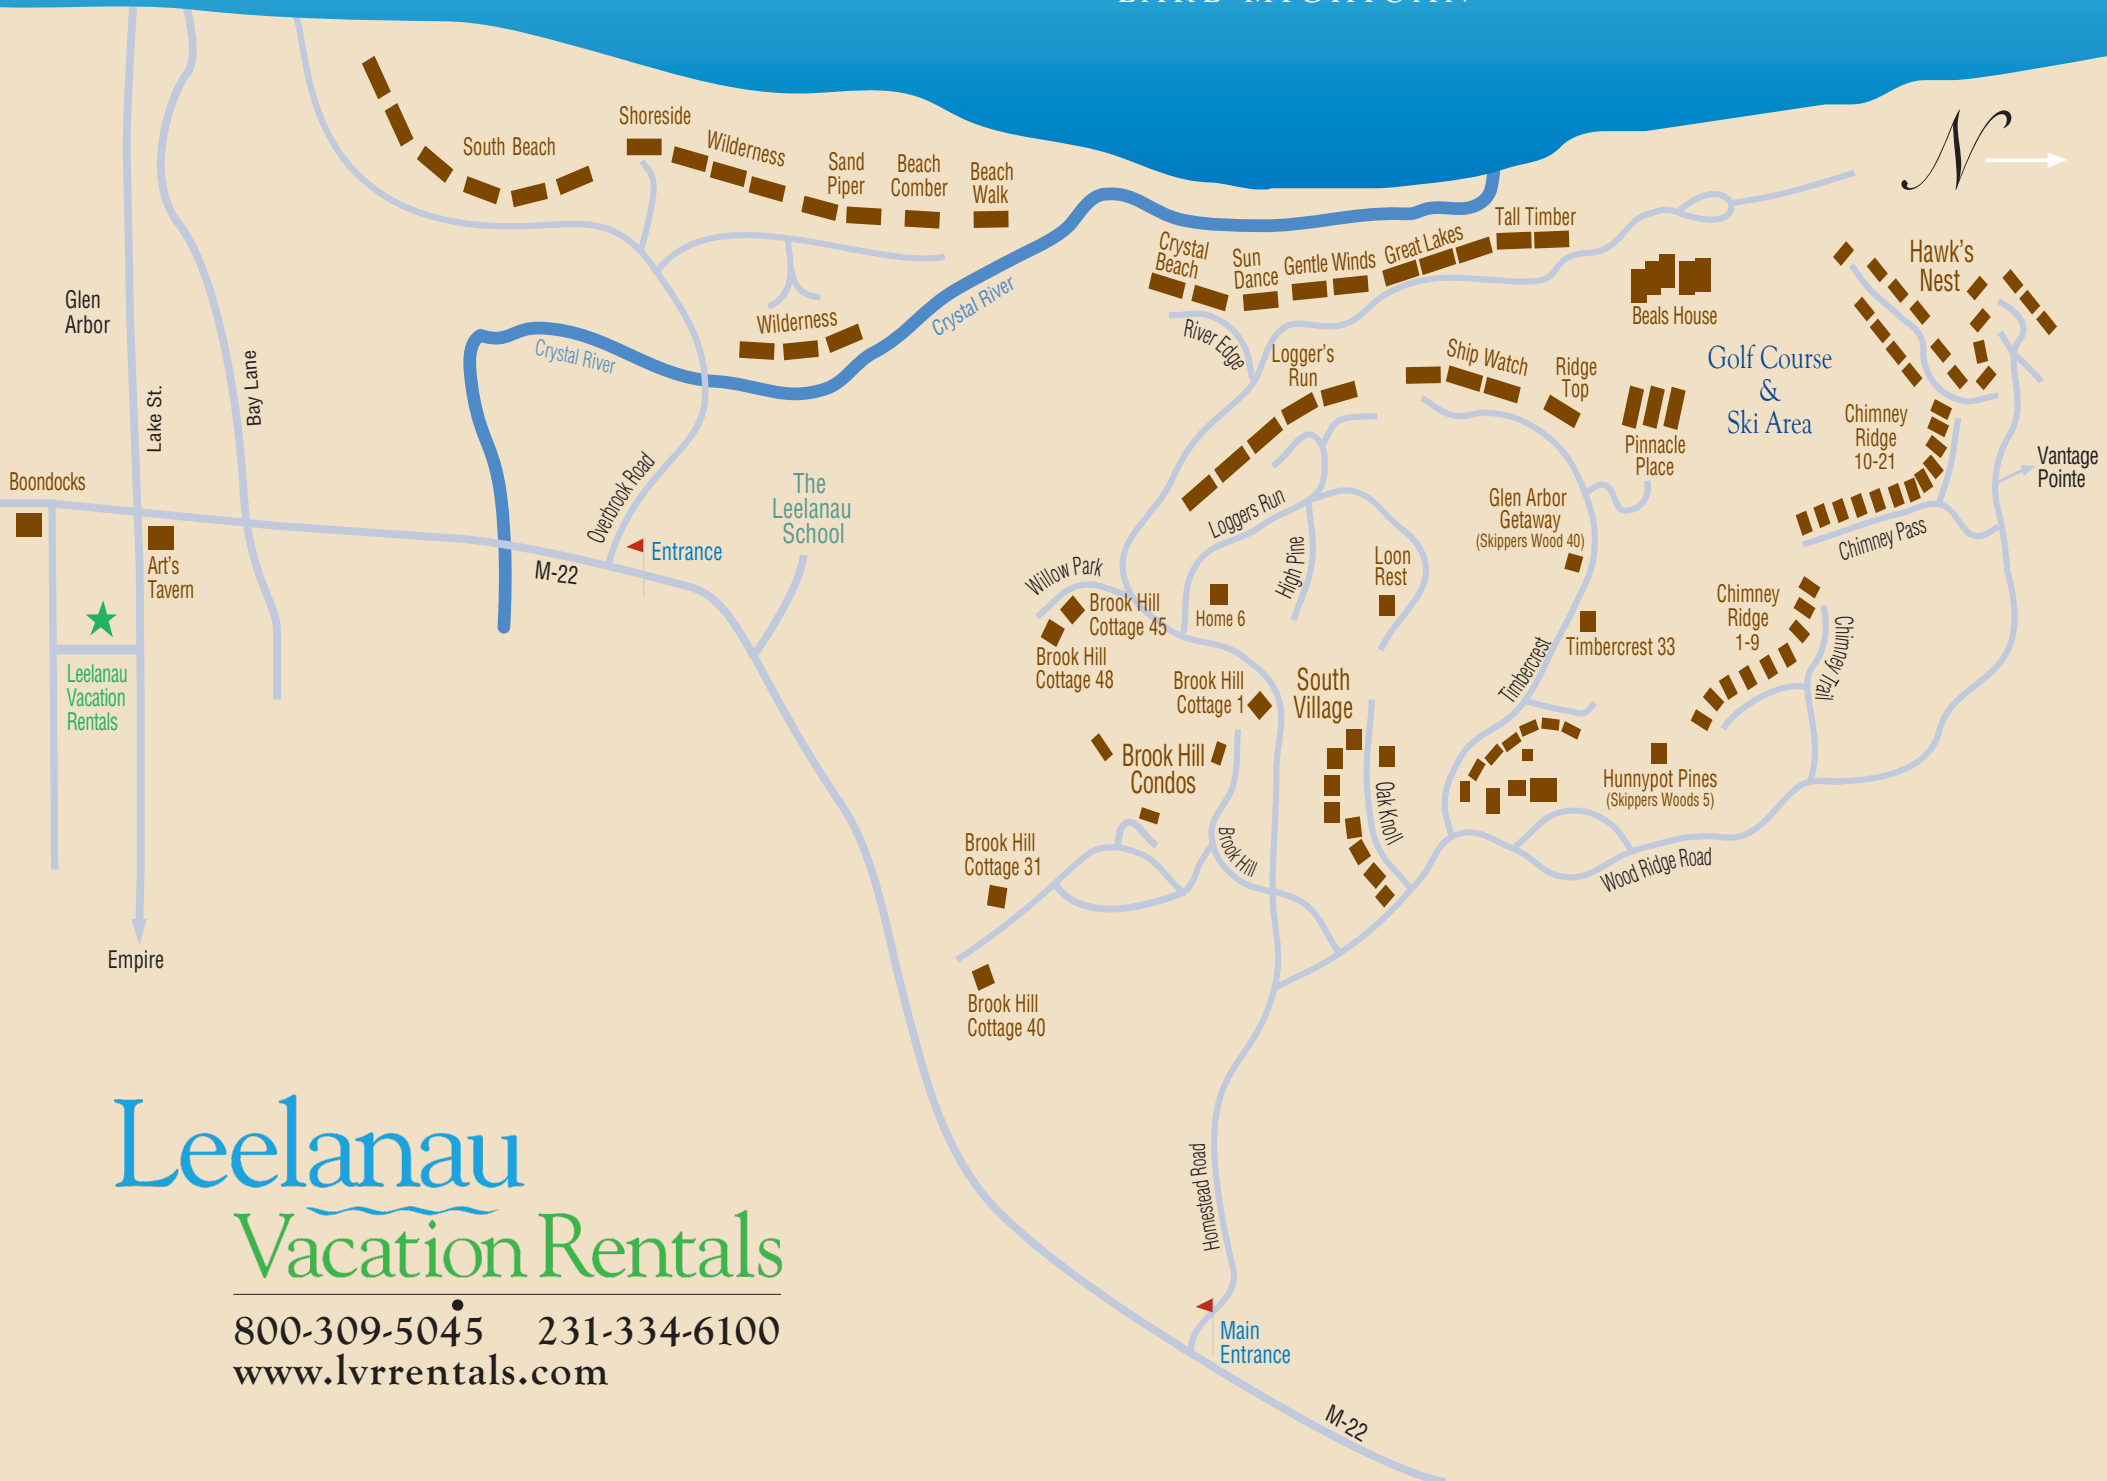 LAKE MICHIGAN
N
South Beach
Shoreside
Wilderness
Sand
Piper
Beach
Comber
Beach
Walk
Crystal
Beach
Sun
Dance
Gentle Winds
Great Lakes
Tall Timber
Beals House
Hawk's
Nest
Glen
Arbor
Lake St.
Bay Lane
Crystal River
Wilderness
Crystal River
River Edge
Logger's
Run
Ship Watch
Ridge
Top
Pinnacle
Place
Golf Course
&
Ski Area
Chimney
Ridge
10-21
Vantage
Pointe
Boondocks
Art's
Tavern
Leelanau
Vacation
Rentals
Empire
M-22
Overbrook Road
Entrance
The
Leelanau
School
Willow Park
Loggers Run
High Pine
Loon
Rest
Glen Arbor
Getaway
(Skippers Wood 40)
Chimney Pass
Brook Hill
Cottage 45
Brook Hill
Cottage 48
Home 6
Timbercrest 33
Timbercrest
Chimney
Ridge
1-9
Chimney Trail
Brook Hill
Cottage 1
South
Village
Brook Hill
Condos
Oak Knoll
Brook Hill
Hunnypot Pines
(Skippers Woods 5)
Wood Ridge Road
Brook Hill
Cottage 31
Brook Hill
Cottage 40
Homestead Road
Main
Entrance
M-22
Leelanau
Vacation Rentals
800-309-5045 231-334-6100
www.lvrrentals.com